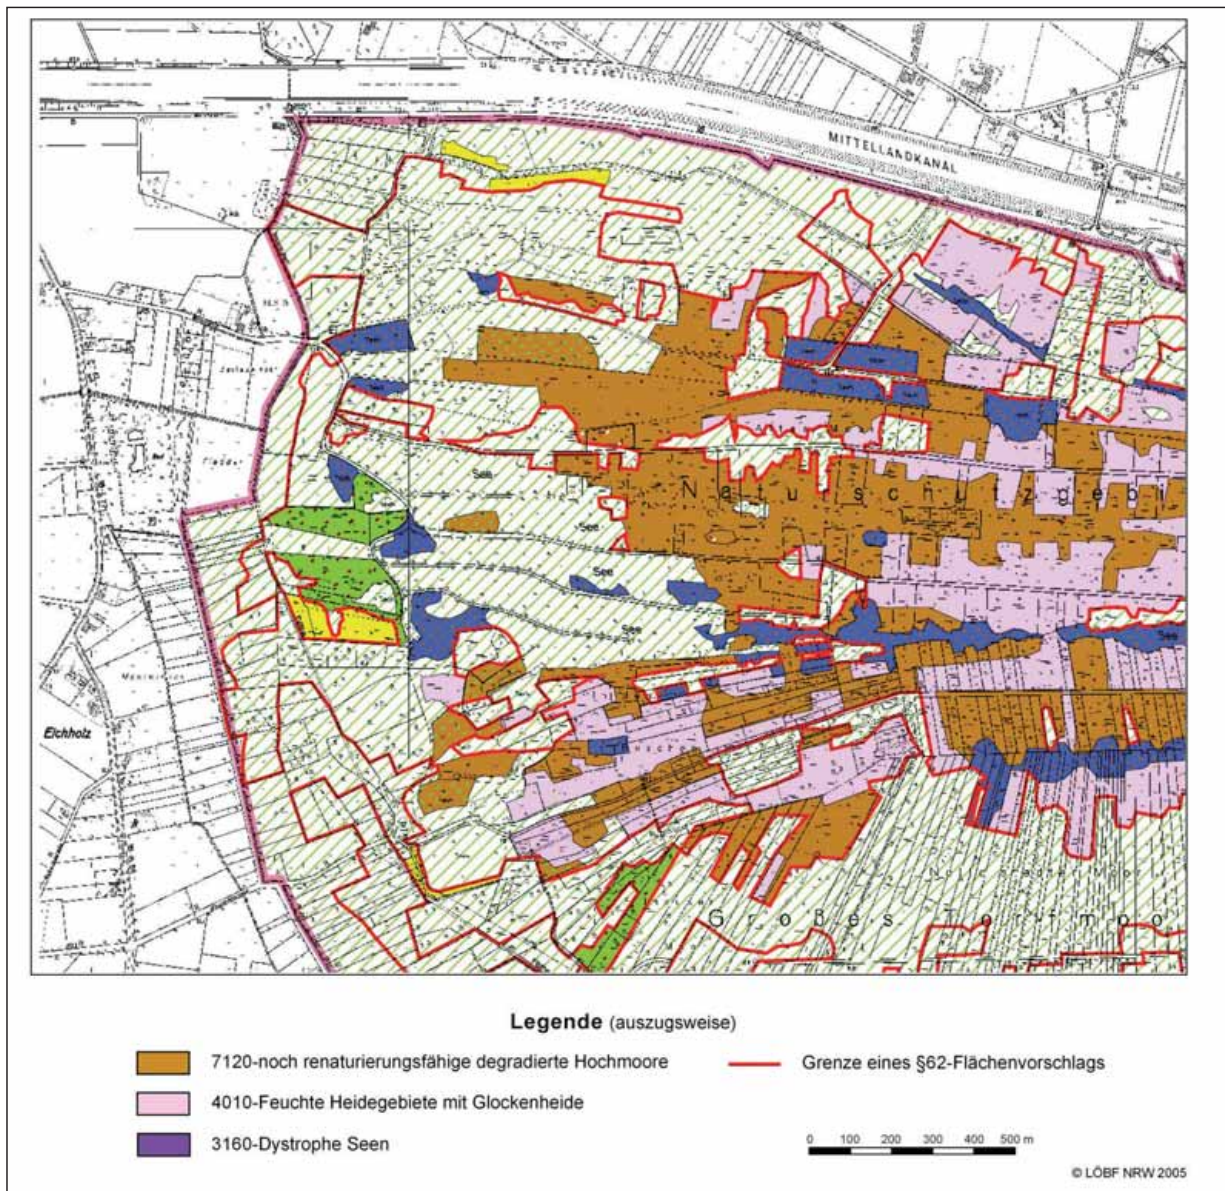 MITTELLANDKANAL
See
Naturschutzgebi
See
See
See
See
Eichholz
Großes Torfmoo
Legende (auszugsweise)
7120-noch renaturierungsfähige degradierte Hochmoore
Grenze eines §62-Flächenvorschlags
4010-Feuchte Heidegebiete mit Glockenheide
3160-Dystrophe Seen
0 100 200 300 400 500 m
© LÖBF NRW 2005